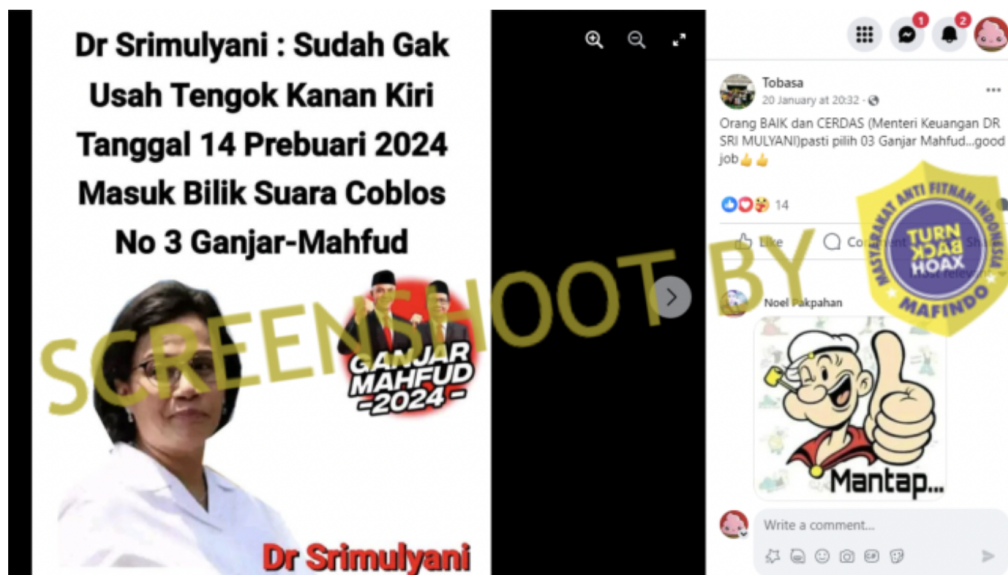 Dr Srimulyani : Sudah Gak
Usah Tengok Kanan Kiri
Tanggal 14 Prebuari 2024
Masuk Bilik Suara Coblos
No 3 Ganjar-Mahfud
GANJAR
MAHFUD
-2024-
Dr Srimulyani
SCREENSHOOT BY
1
2
Tobasa
20 January at 20:32
Orang BAIK dan CERDAS (Menteri Keuangan DR
SRI MULYANI)pasti pilih 03 Ganjar Mahfud...good
job👍👍
14
Like
MASYARAKAT ANTI FITNAH INDONESIA
TURN
BACK
HOAX
MAFINDO
Noel Pakpahan
Mantap...
Write a comment...